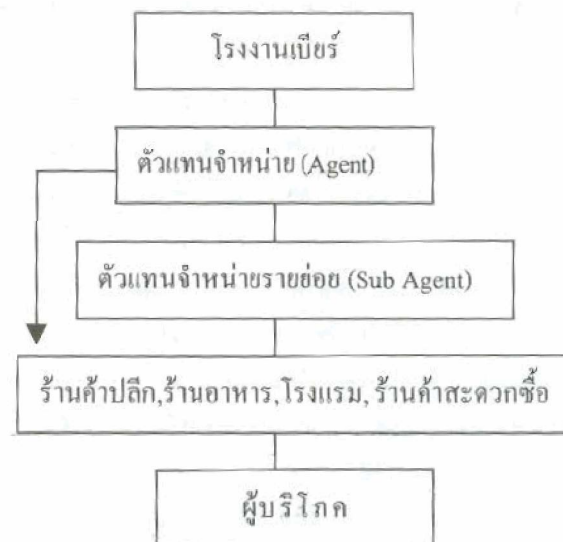 โรงงานเบียร์
ตัวแทนจำหน่าย (Agent)
ตัวแทนจำหน่ายรายย่อย (Sub Agent)
ร้านค้าปลีก,ร้านอาหาร,โรงแรม, ร้านค้าสะดวกซื้อ
ผู้บริโภค